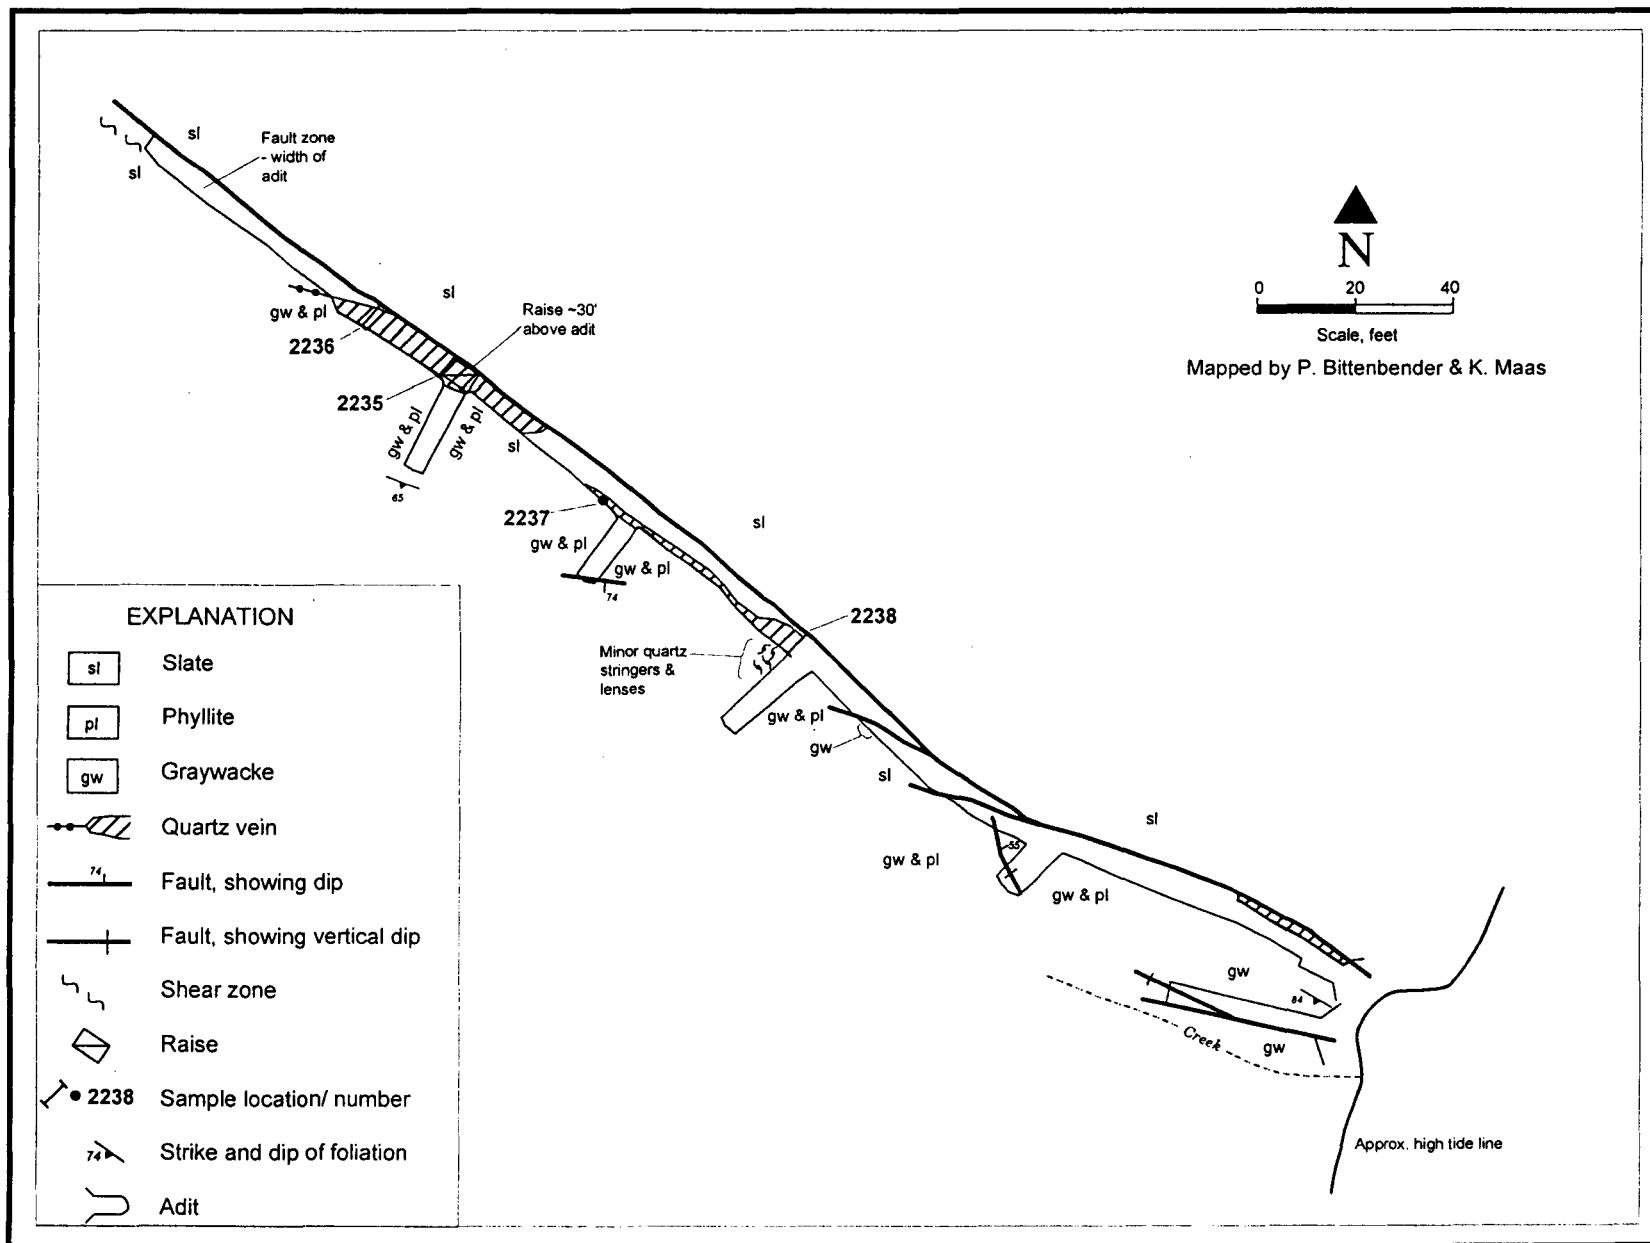 sl
Fault zone
- width of
adit
sl
sl
gw & pl
Raise ~30'
above adit
2236
2235
gw & pl
gw & pl
sl
65
2237
sl
gw & pl
gw & pl
74
2238
Minor quartz
stringers &
lenses
gw & pl
gw
sl
sl
gw & pl
55
gw & pl
gw
84
Creek
gw
Approx. high tide line
N
0 20 40
Scale, feet
Mapped by P. Bittenbender & K. Maas
EXPLANATION
sl Slate
pl Phyllite
gw Graywacke
Quartz vein
74 Fault, showing dip
Fault, showing vertical dip
Shear zone
Raise
2238 Sample location/ number
74 Strike and dip of foliation
Adit